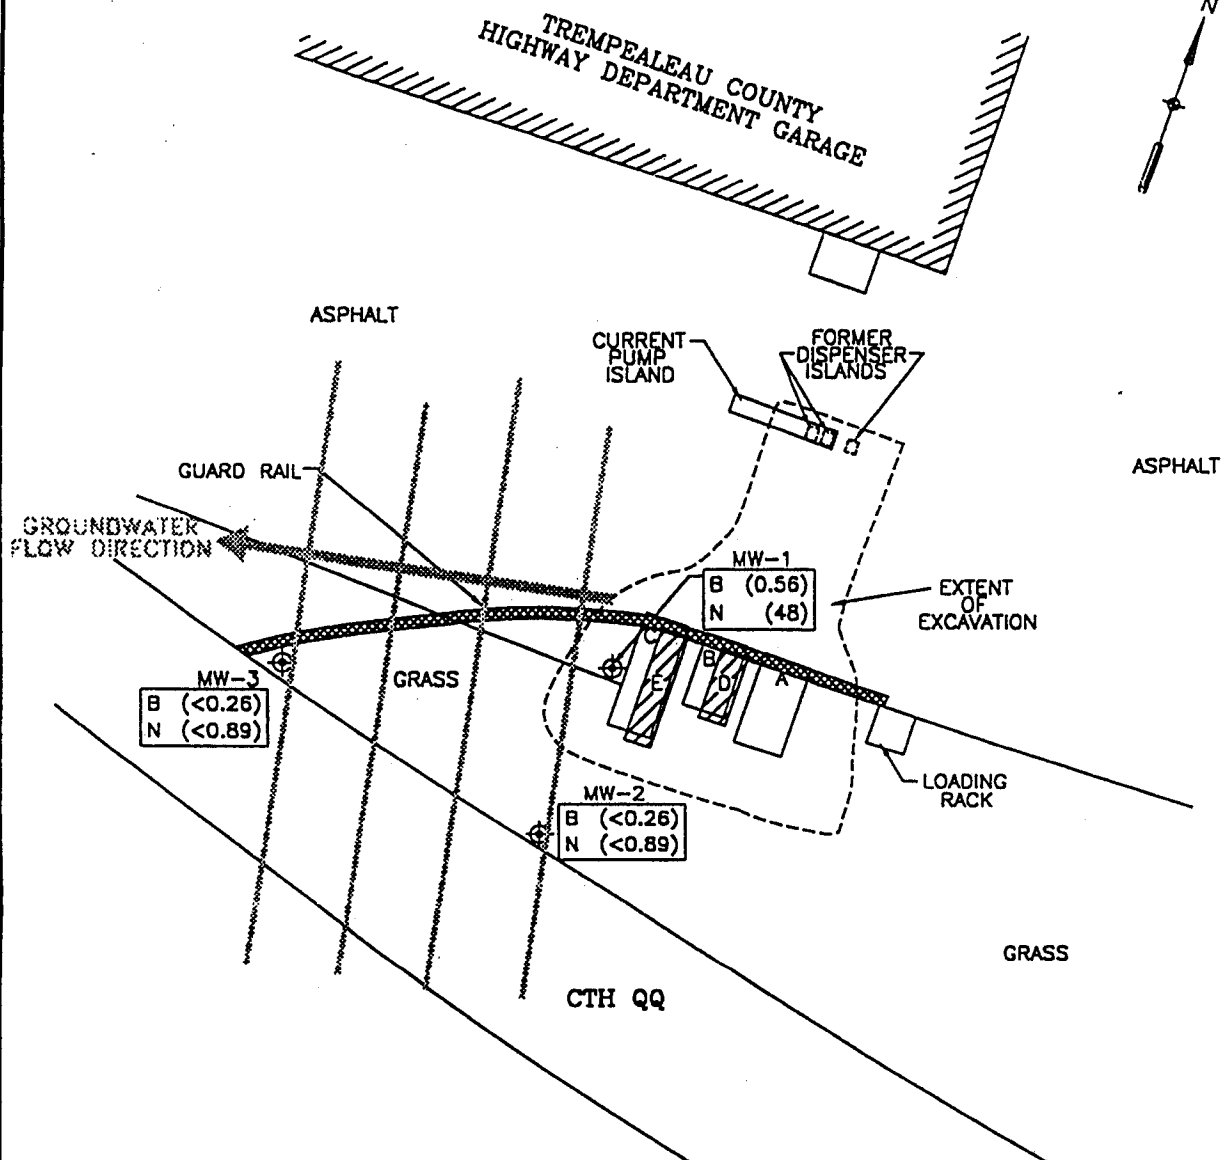 N
TREMPEALEAU COUNTY
HIGHWAY DEPARTMENT GARAGE
ASPHALT
CURRENT
PUMP
ISLAND
FORMER
DISPENSER
ISLANDS
ASPHALT
GUARD RAIL
GROUNDWATER
FLOW DIRECTION
MW-1
B (0.56)
N (48)
EXTENT
OF
EXCAVATION
C
B
E
D
A
MW-3
B (<0.26)
N (<0.89)
GRASS
LOADING
RACK
MW-2
B (<0.26)
N (<0.89)
GRASS
CTH QQ